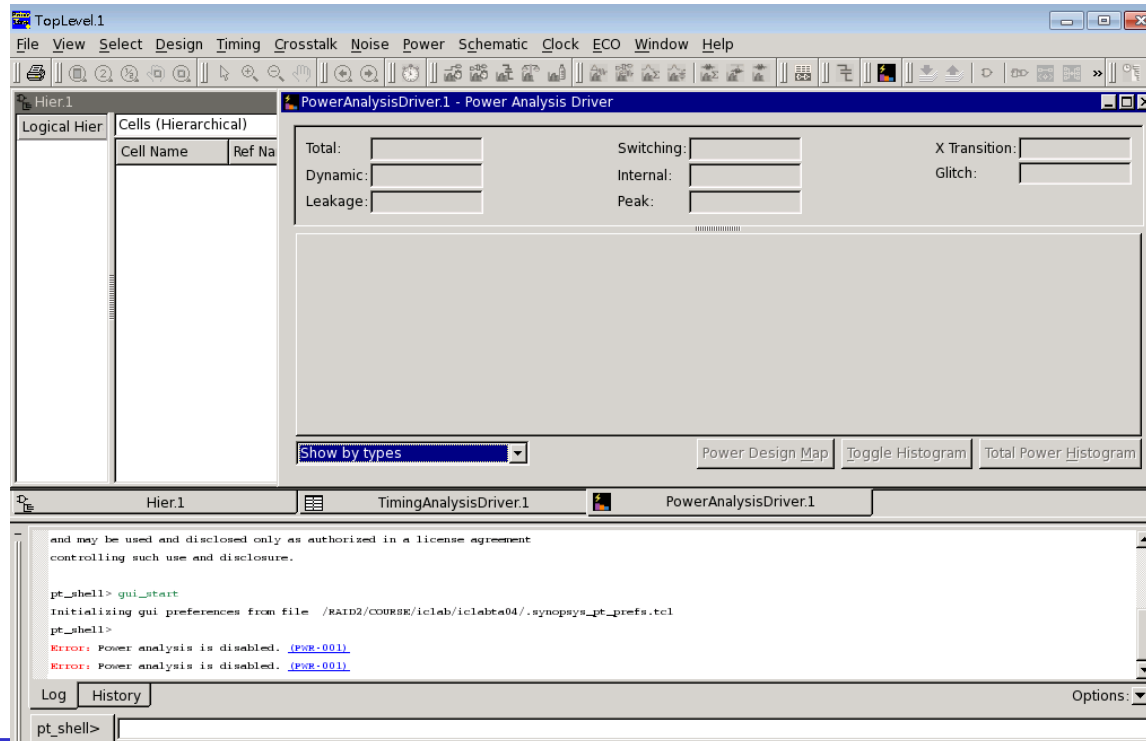 TopLevel.1
File View Select Design Timing Crosstalk Noise Power Schematic Clock ECO Window Help
Hier.1
PowerAnalysisDriver.1 - Power Analysis Driver
Logical Hier
Cells (Hierarchical)
Cell Name Ref Na
Total: Switching: X Transition:
Dynamic: Internal: Glitch:
Leakage: Peak:
Show by types
Power Design Map Toggle Histogram Total Power Histogram
Hier.1 TimingAnalysisDriver.1 PowerAnalysisDriver.1
and may be used and disclosed only as authorized in a license agreement
controlling such use and disclosure.
pt_shell> gui_start
Initializing gui preferences from file /RAID2/COURSE/iclab/iclabta04/.synopsys_pt_prefs.tcl
pt_shell>
Error: Power analysis is disabled. (PWR-001)
Error: Power analysis is disabled. (PWR-001)
Log History Options:
pt_shell>